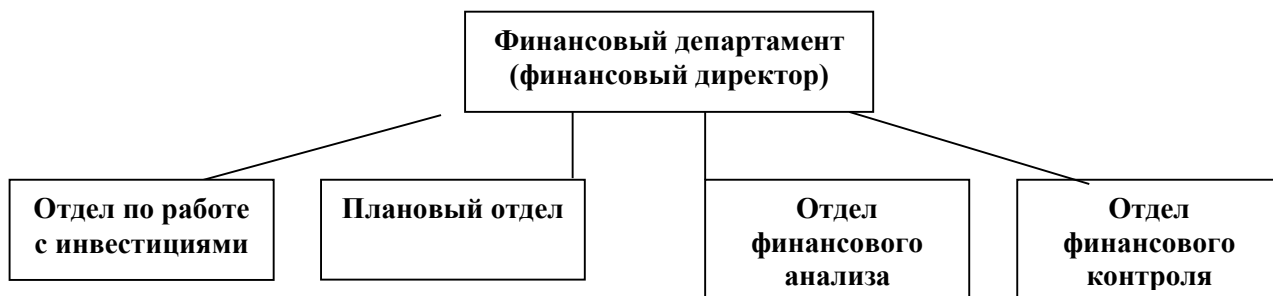 Финансовый департамент
(финансовый директор)
Отдел по работе
с инвестициями
Плановый отдел
Отдел
финансового
анализа
Отдел
финансового
контроля